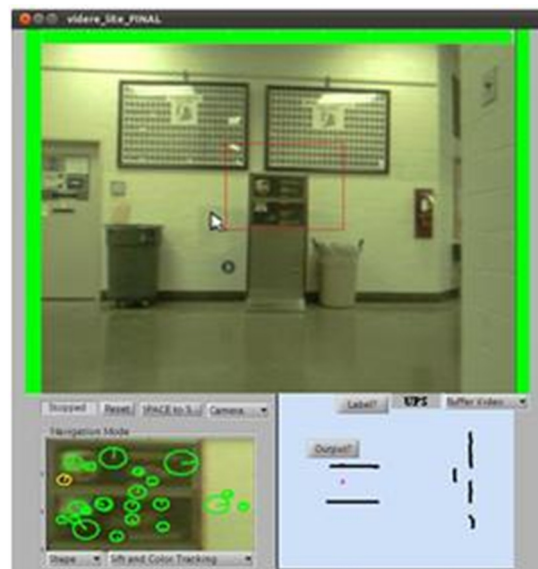 videre_lite_FINAL
Stopped Reset SPACE to S... Camera
Label? UPS Buffer Video
Navigation Mode
Output?
Shape Sift and Color Tracking